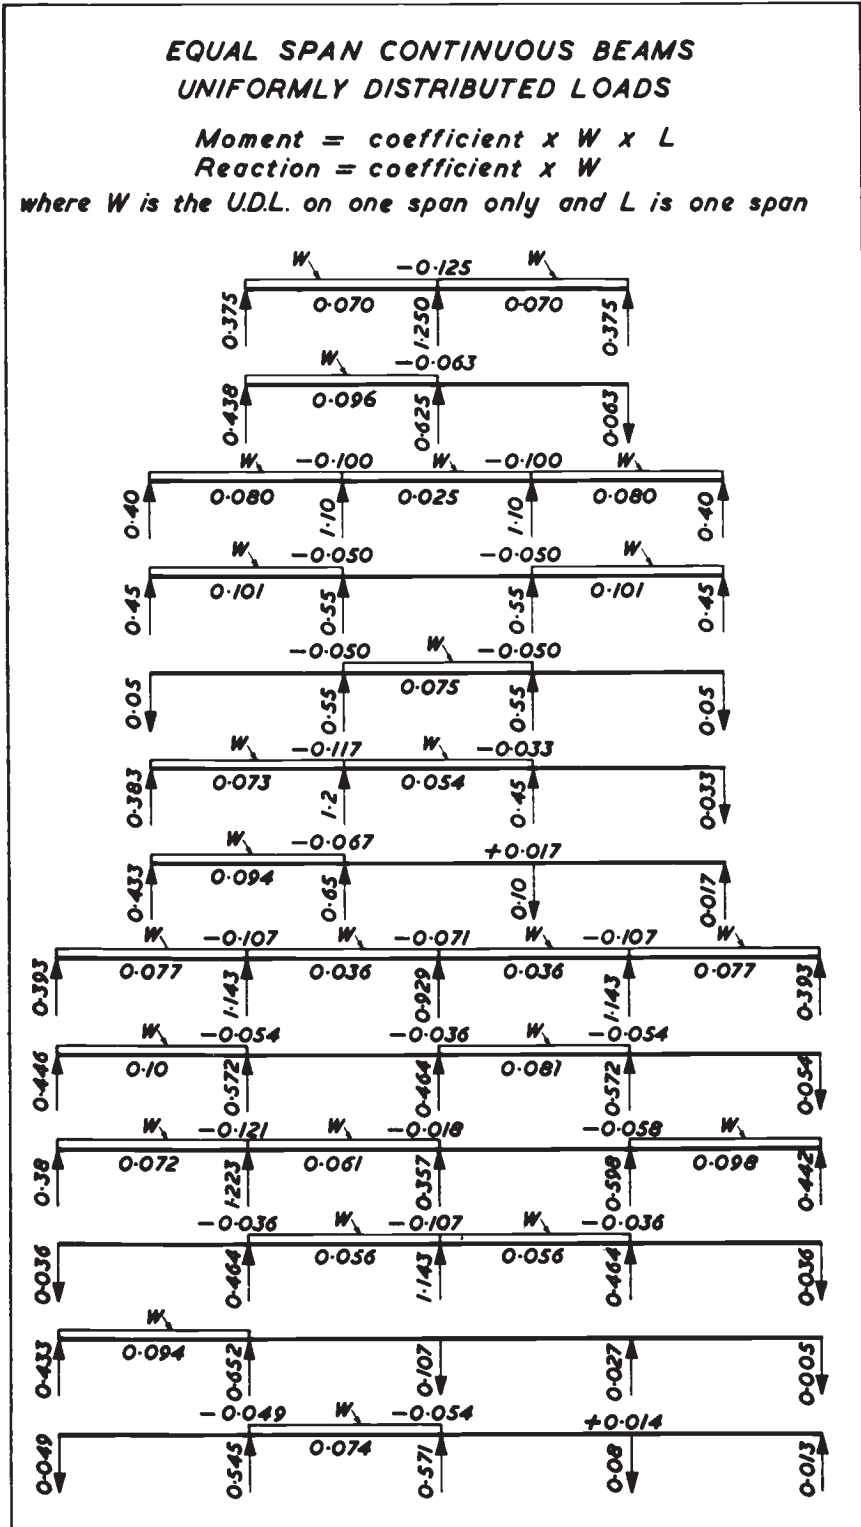 EQUAL SPAN CONTINUOUS BEAMS
UNIFORMLY DISTRIBUTED LOADS
Moment = coefficient x W x L
Reaction = coefficient x W
where W is the U.D.L. on one span only and L is one span
W -0.125 W
0.375 0.070 1.250 0.070 0.375
W -0.063
0.438 0.096 0.625 0.063
W -0.100 W -0.100 W
0.40 0.080 1.10 0.025 1.10 0.080 0.40
W -0.050 -0.050 W
0.45 0.101 0.55 0.55 0.101 0.45
-0.050 W -0.050
0.05 0.55 0.075 0.55 0.05
W -0.117 W -0.033
0.383 0.073 1.2 0.054 0.45 0.033
W -0.067 +0.017
0.433 0.094 0.65 0.10 0.017
W -0.107 W -0.071 W -0.107 W
0.393 0.077 1.143 0.036 0.929 0.036 1.143 0.077 0.393
W -0.054 -0.036 W -0.054
0.446 0.10 0.572 0.464 0.081 0.572 0.054
W -0.121 W -0.018 -0.058 W
0.38 0.072 1.223 0.061 0.357 0.598 0.098 0.442
-0.036 W -0.107 W -0.036
0.036 0.464 0.056 1.143 0.056 0.464 0.036
W
0.433 0.094 0.652 0.107 0.027 0.005
-0.049 W -0.054 +0.014
0.049 0.545 0.074 0.571 0.08 0.013